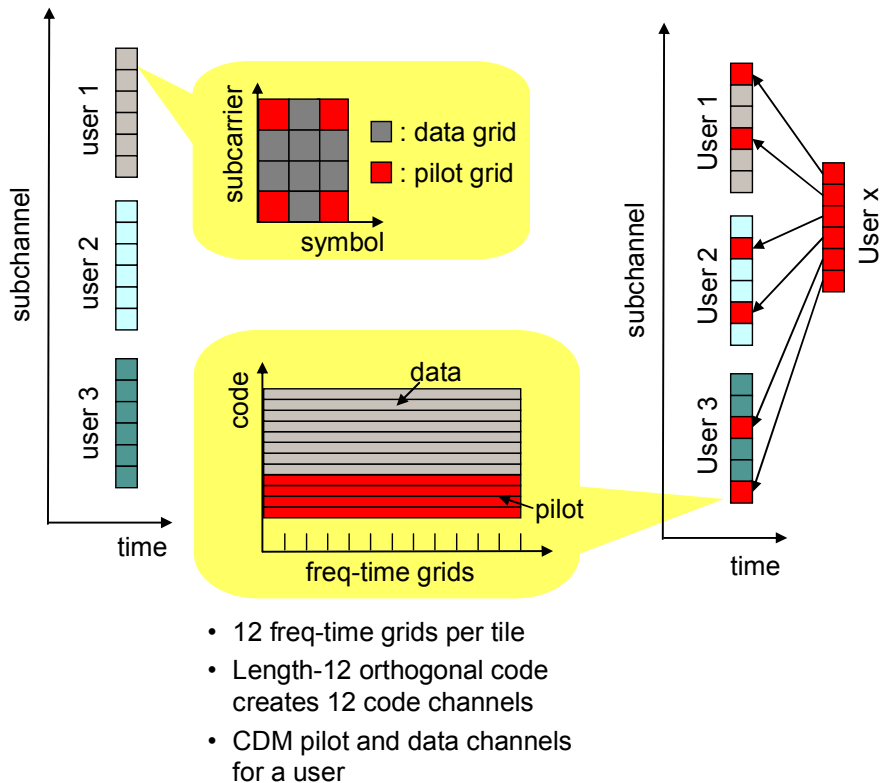 subchannel
user 1
user 2
user 3
time
subcarrier
symbol
: data grid
: pilot grid
code
data
pilot
freq-time grids
subchannel
User 1
User 2
User 3
User x
time
• 12 freq-time grids per tile
• Length-12 orthogonal code
creates 12 code channels
• CDM pilot and data channels
for a user